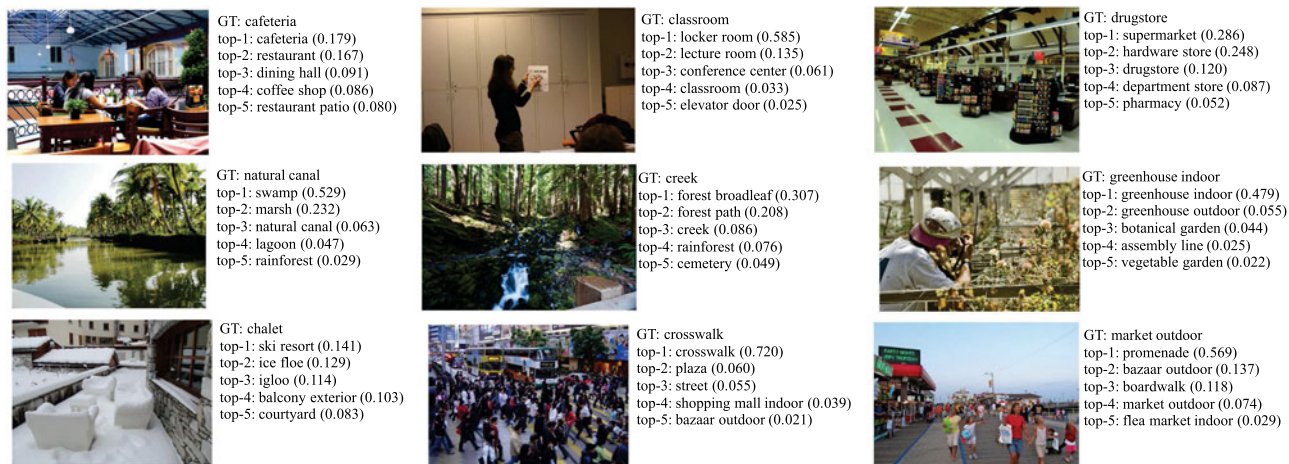 GT: cafeteria
top-1: cafeteria (0.179)
top-2: restaurant (0.167)
top-3: dining hall (0.091)
top-4: coffee shop (0.086)
top-5: restaurant patio (0.080)
GT: classroom
top-1: locker room (0.585)
top-2: lecture room (0.135)
top-3: conference center (0.061)
top-4: classroom (0.033)
top-5: elevator door (0.025)
GT: drugstore
top-1: supermarket (0.286)
top-2: hardware store (0.248)
top-3: drugstore (0.120)
top-4: department store (0.087)
top-5: pharmacy (0.052)
GT: natural canal
top-1: swamp (0.529)
top-2: marsh (0.232)
top-3: natural canal (0.063)
top-4: lagoon (0.047)
top-5: rainforest (0.029)
GT: creek
top-1: forest broadleaf (0.307)
top-2: forest path (0.208)
top-3: creek (0.086)
top-4: rainforest (0.076)
top-5: cemetery (0.049)
GT: greenhouse indoor
top-1: greenhouse indoor (0.479)
top-2: greenhouse outdoor (0.055)
top-3: botanical garden (0.044)
top-4: assembly line (0.025)
top-5: vegetable garden (0.022)
GT: chalet
top-1: ski resort (0.141)
top-2: ice floe (0.129)
top-3: igloo (0.114)
top-4: balcony exterior (0.103)
top-5: courtyard (0.083)
GT: crosswalk
top-1: crosswalk (0.720)
top-2: plaza (0.060)
top-3: street (0.055)
top-4: shopping mall indoor (0.039)
top-5: bazaar outdoor (0.021)
GT: market outdoor
top-1: promenade (0.569)
top-2: bazaar outdoor (0.137)
top-3: boardwalk (0.118)
top-4: market outdoor (0.074)
top-5: flea market indoor (0.029)